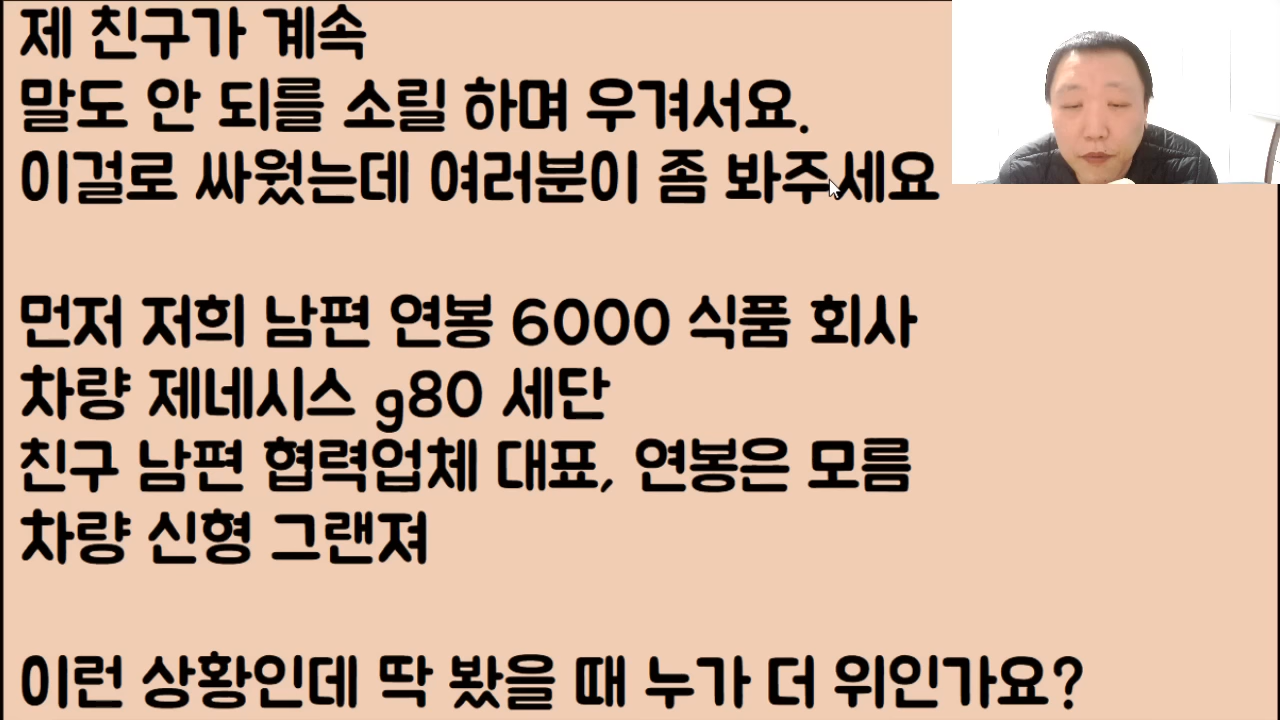 제 친구가 계속
말도 안 되를 소릴 하며 우겨서요.
이걸로 싸웠는데 여러분이 좀 봐주세요
먼저 저희 남편 연봉 6000 식품 회사
차량 제네시스 g80 세단
친구 남편 협력업체 대표, 연봉은 모름
차량 신형 그랜져
이런 상황인데 딱 봤을 때 누가 더 위인가요?